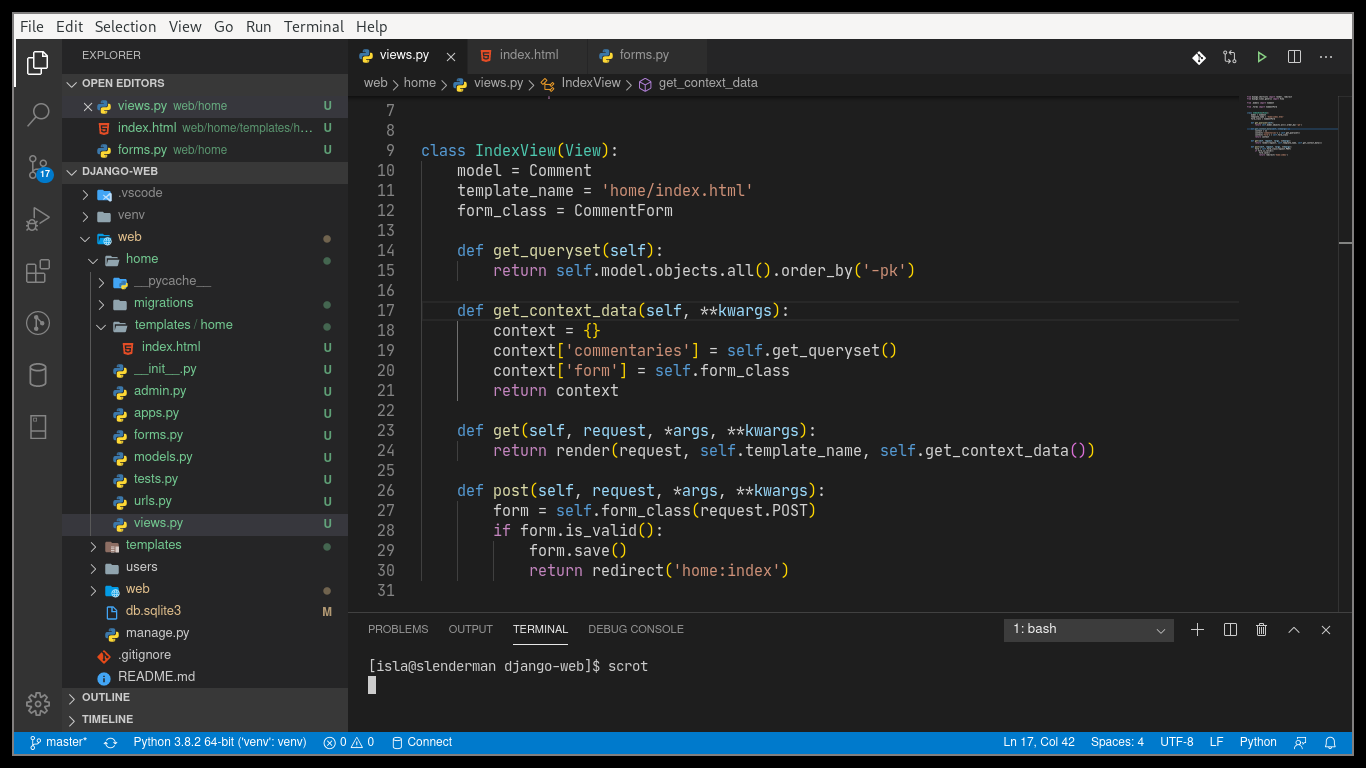 File Edit Selection View Go Run Terminal Help
EXPLORER
OPEN EDITORS
views.py web/home U
index.html web/home/templates/h... U
forms.py web/home U
17
DJANGO-WEB
.vscode
venv
web
home
__pycache__
migrations
templates / home
index.html U
__init__.py U
admin.py U
apps.py U
forms.py U
models.py U
tests.py U
urls.py U
views.py U
templates
users
web
db.sqlite3 M
manage.py
.gitignore
README.md
OUTLINE
TIMELINE
views.py index.html forms.py
web > home > views.py > IndexView > get_context_data
7
8
9 class IndexView(View):
10     model = Comment
11     template_name = 'home/index.html'
12     form_class = CommentForm
13
14     def get_queryset(self):
15         return self.model.objects.all().order_by('-pk')
16
17     def get_context_data(self, **kwargs):
18         context = {}
19         context['commentaries'] = self.get_queryset()
20         context['form'] = self.form_class
21         return context
22
23     def get(self, request, *args, **kwargs):
24         return render(request, self.template_name, self.get_context_data())
25
26     def post(self, request, *args, **kwargs):
27         form = self.form_class(request.POST)
28         if form.is_valid():
29             form.save()
30             return redirect('home:index')
31
PROBLEMS OUTPUT TERMINAL DEBUG CONSOLE 1: bash
[isla@slenderman django-web]$ scrot
master* Python 3.8.2 64-bit ('venv': venv) 0 0 Connect Ln 17, Col 42 Spaces: 4 UTF-8 LF Python